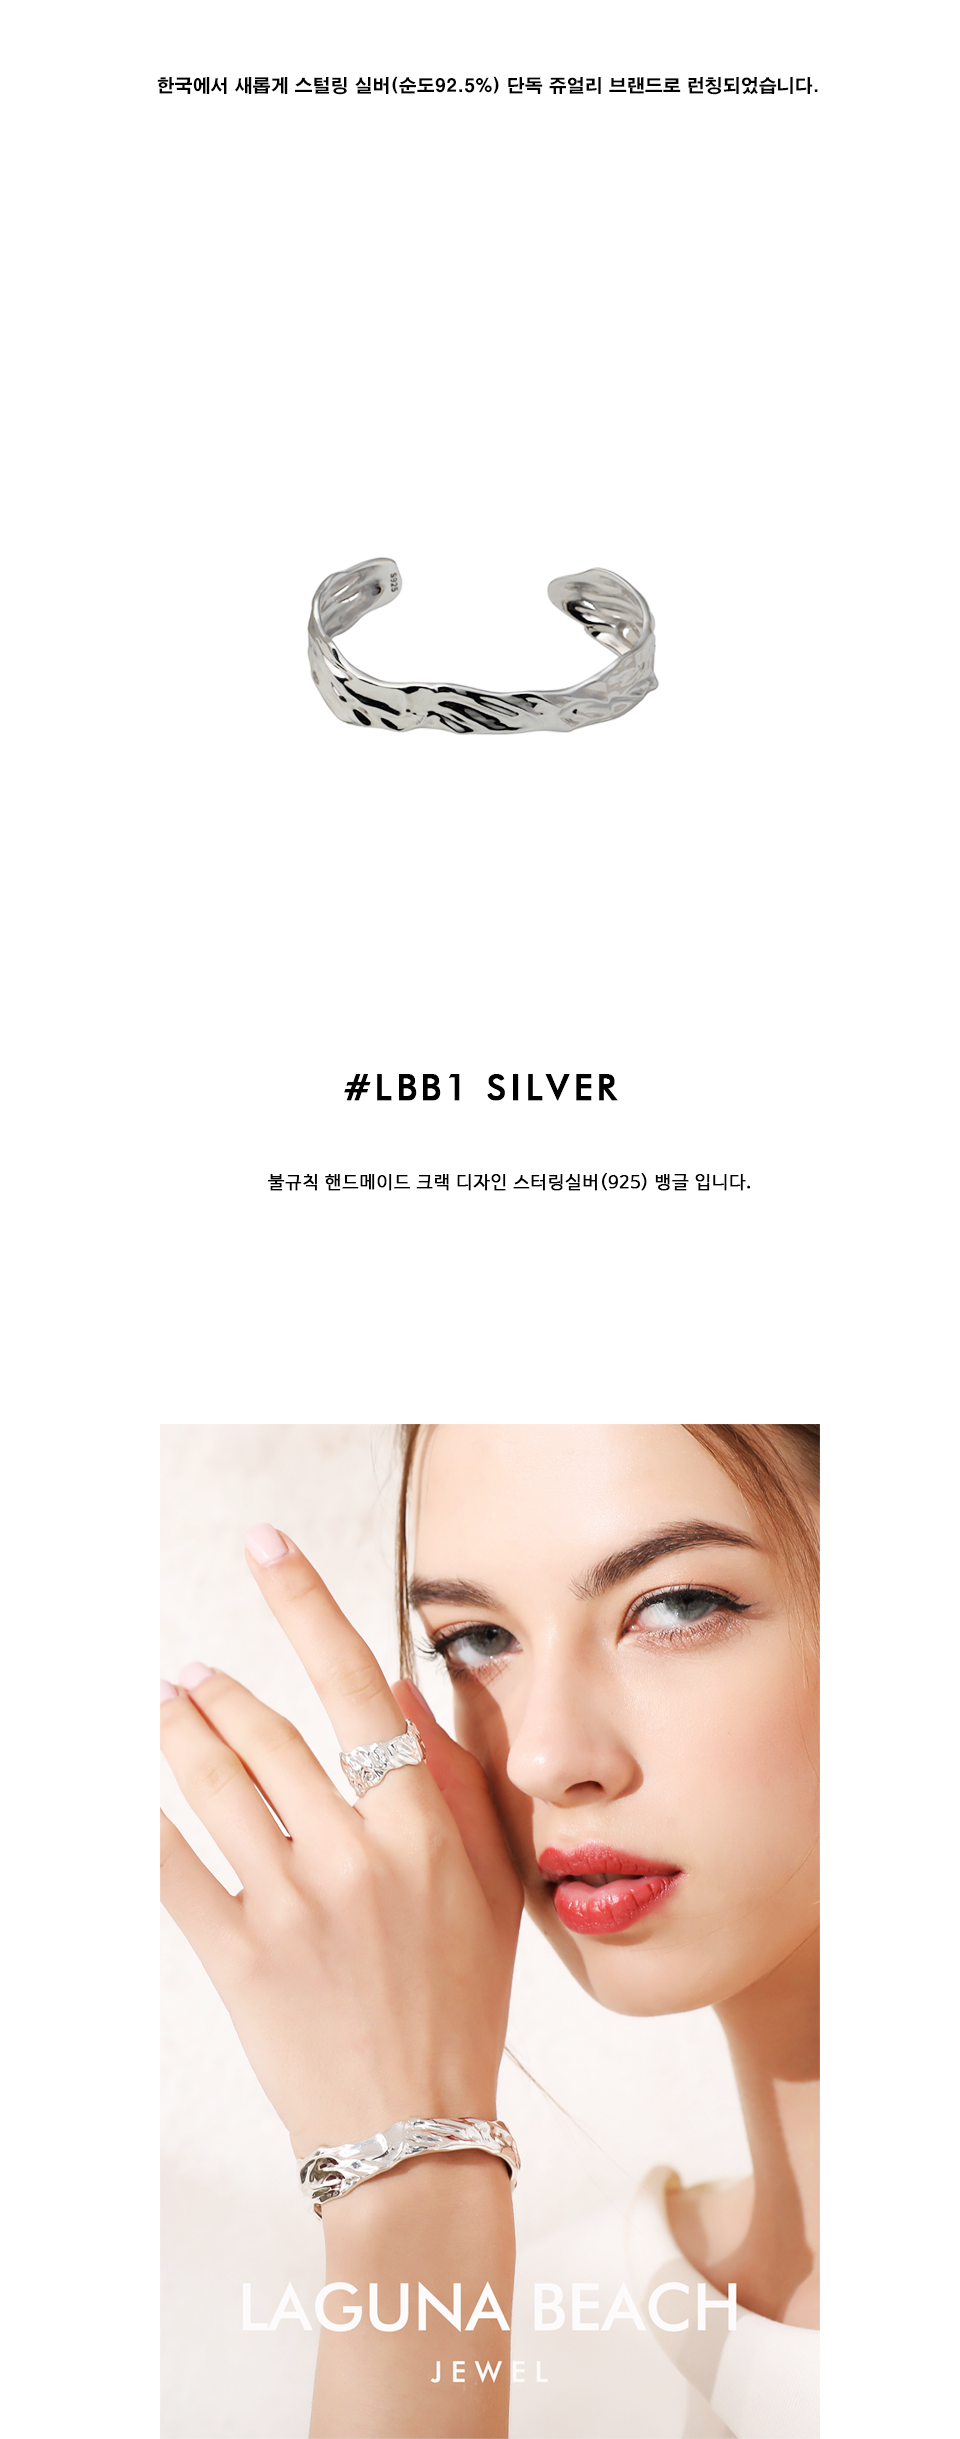 한국에서 새롭게 스털링 실버(순도92.5%) 단독 쥬얼리 브랜드로 런칭되었습니다.
S925
#LBB1 SILVER
불규칙 핸드메이드 크랙 디자인 스터링실버(925) 뱅글 입니다.
LAGUNA BEACH
JEWEL